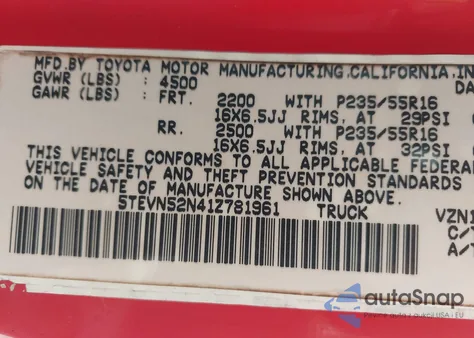 MFD.BY TOYOTA MOTOR MANUFACTURING.CALIFORNIA.IN
DA
GVWR (LBS) : 4500
GAWR (LBS) : FRT. 2200 WITH P235/55R16
16X6.5JJ RIMS, AT 29PSI
RR. 2500 WITH P235/55R16
16X6.5JJ RIMS, AT 32PSI
THIS VEHICLE CONFORMS TO ALL APPLICABLE FEDERA
VEHICLE SAFETY AND THEFT PREVENTION STANDARDS
ON THE DATE OF MANUFACTURE SHOWN ABOVE.
5TEVN52N41Z781961 TRUCK VZN1
C/T
A/T
autoSnap